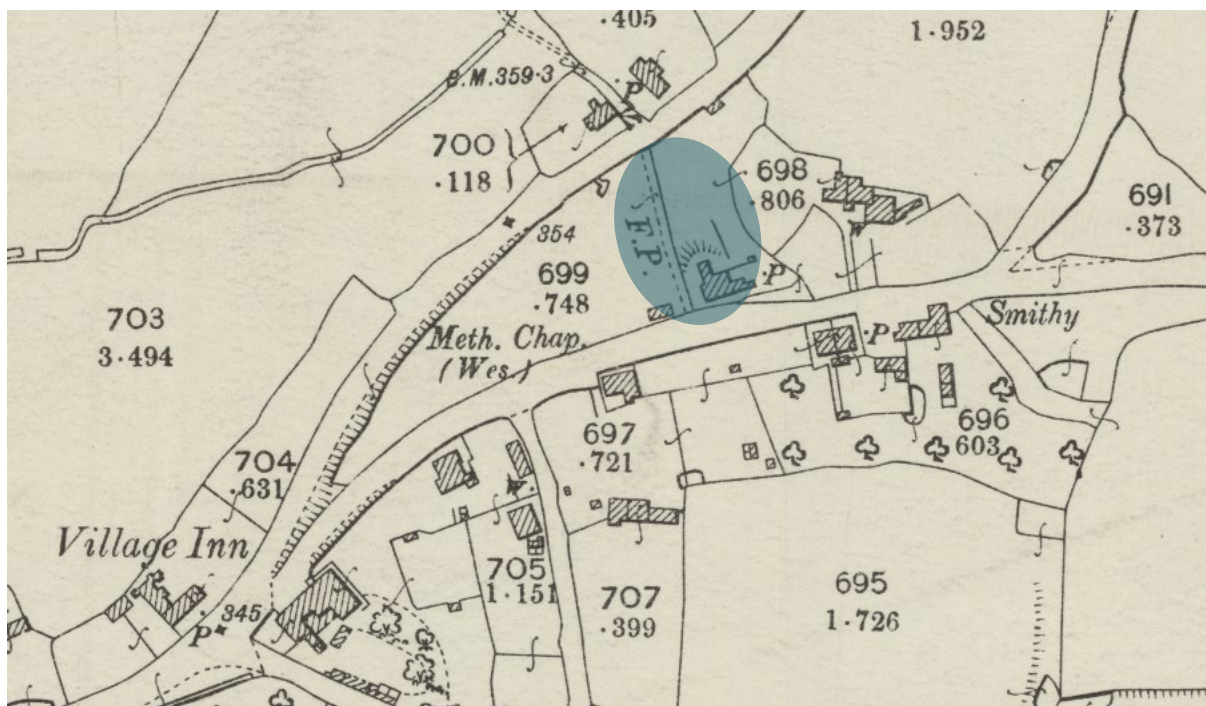 .405
1.952
B.M.359.3
P
700
.118
698
.806
691
.373
F.P.
354
699
.748
.P
703
3.494
Meth. Chap.
(Wes.)
Smithy
.P
704
.631
697
.721
696
603
W.
Village Inn
705
1.151
707
.399
695
1.726
345
P
W